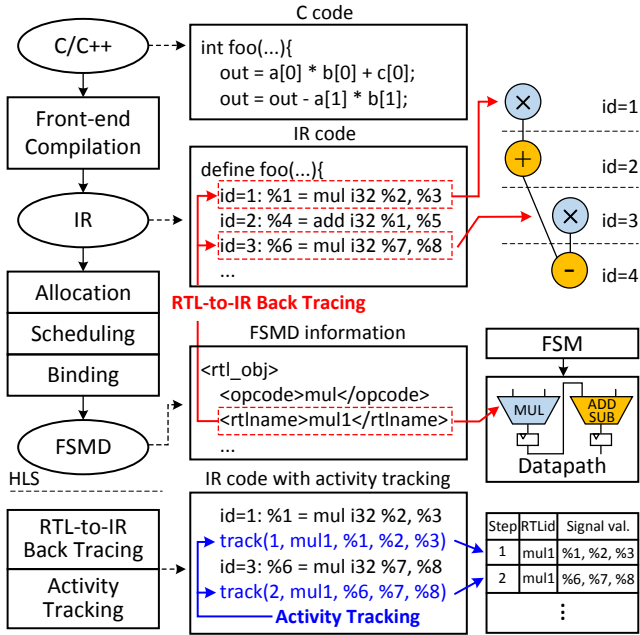 C code
C/C++
int foo(...){
out = a[0] * b[0] + c[0];
out = out - a[1] * b[1];
Front-end
Compilation
IR code
define foo(...){
id=1: %1 = mul i32 %2, %3
id=2: %4 = add i32 %1, %5
id=3: %6 = mul i32 %7, %8
...
IR
×
id=1
+
id=2
×
id=3
-
id=4
Allocation
Scheduling
Binding
RTL-to-IR Back Tracing
FSMD information
<rtl_obj>
<opcode>mul</opcode>
<rtlname>mul1</rtlname>
...
FSMD
HLS
FSM
MUL
ADD
SUB
Datapath
IR code with activity tracking
id=1: %1 = mul i32 %2, %3
track(1, mul1, %1, %2, %3)
id=3: %6 = mul i32 %7, %8
track(2, mul1, %6, %7, %8)
Activity Tracking
RTL-to-IR
Back Tracing
Activity
Tracking
Step RTLid Signal val.
1 mul1 %1, %2, %3
2 mul1 %6, %7, %8
⋮